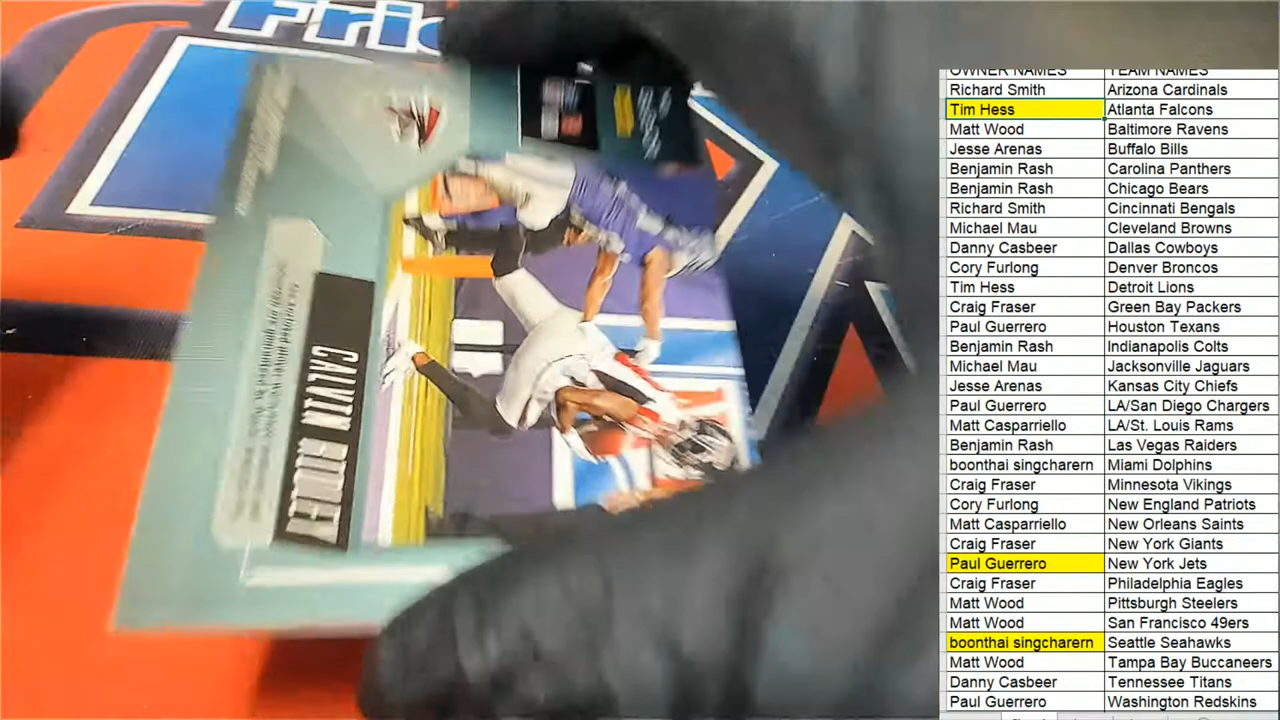 Pric
CALVIN RIDLEY
OWNER NAMES TEAM NAMES
Richard Smith Arizona Cardinals
Tim Hess Atlanta Falcons
Matt Wood Baltimore Ravens
Jesse Arenas Buffalo Bills
Benjamin Rash Carolina Panthers
Benjamin Rash Chicago Bears
Richard Smith Cincinnati Bengals
Michael Mau Cleveland Browns
Danny Casbeer Dallas Cowboys
Cory Furlong Denver Broncos
Tim Hess Detroit Lions
Craig Fraser Green Bay Packers
Paul Guerrero Houston Texans
Benjamin Rash Indianapolis Colts
Michael Mau Jacksonville Jaguars
Jesse Arenas Kansas City Chiefs
Paul Guerrero LA/San Diego Chargers
Matt Casparriello LA/St. Louis Rams
Benjamin Rash Las Vegas Raiders
boonthai singcharern Miami Dolphins
Craig Fraser Minnesota Vikings
Cory Furlong New England Patriots
Matt Casparriello New Orleans Saints
Craig Fraser New York Giants
Paul Guerrero New York Jets
Craig Fraser Philadelphia Eagles
Matt Wood Pittsburgh Steelers
Matt Wood San Francisco 49ers
boonthai singcharern Seattle Seahawks
Matt Wood Tampa Bay Buccaneers
Danny Casbeer Tennessee Titans
Paul Guerrero Washington Redskins